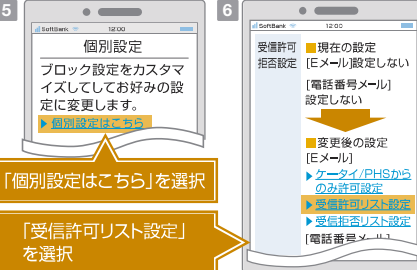 5
SoftBank 12:00
個別設定
ブロック設定をカスタマ
イズしてしてお好みの設
定に変更します。
▶個別設定はこちら
「個別設定はこちら」を選択
「受信許可リスト設定」
を選択
6
SoftBank 12:00
受信許可
拒否設定
■現在の設定
[Eメール]設定しない
[電話番号メール]
設定しない
■変更後の設定
[Eメール]
▶ケータイ/PHSから
のみ許可設定
▶受信許可リスト設定
▶受信拒否リスト設定
[電話番号メール]